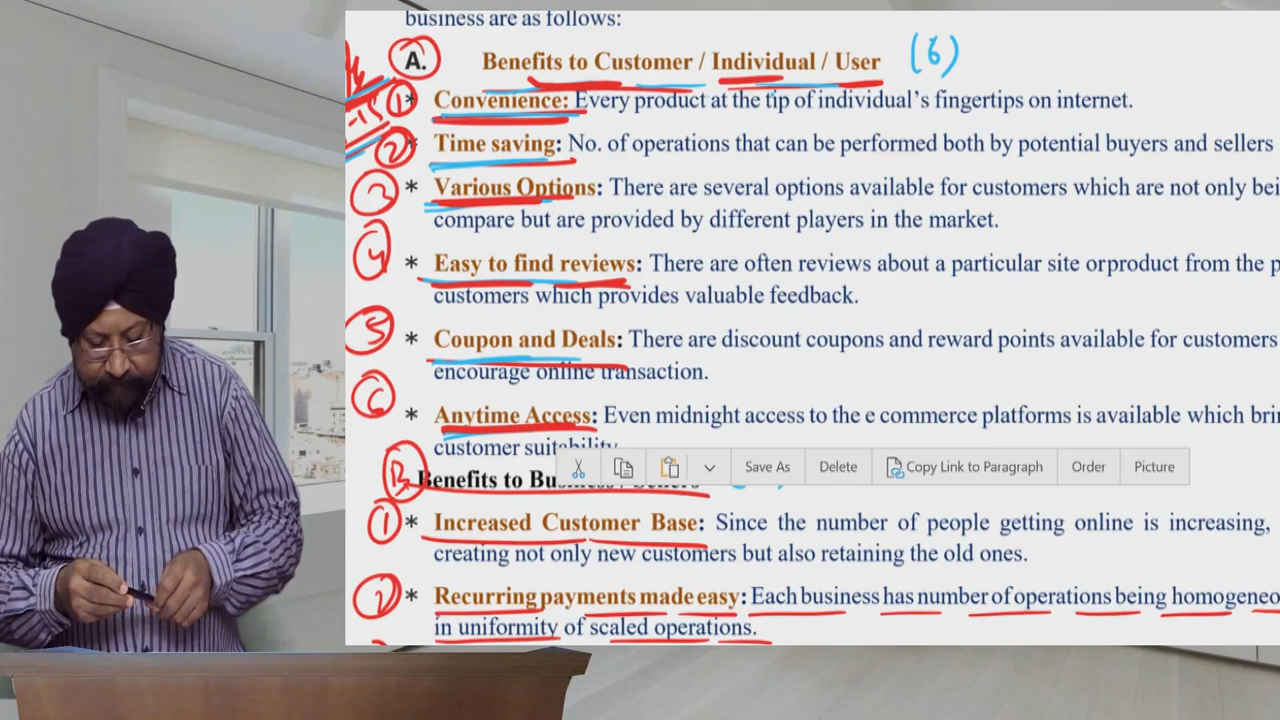 business are as follows:
A. Benefits to Customer / Individual / User (6)
1 * Convenience: Every product at the tip of individual's fingertips on internet.
2 * Time saving: No. of operations that can be performed both by potential buyers and sellers
3 * Various Options: There are several options available for customers which are not only bei
compare but are provided by different players in the market.
4 * Easy to find reviews: There are often reviews about a particular site orproduct from the p
customers which provides valuable feedback.
5 * Coupon and Deals: There are discount coupons and reward points available for customers
encourage online transaction.
6 * Anytime Access: Even midnight access to the e commerce platforms is available which brin
customer suitability
Save As Delete Copy Link to Paragraph Order Picture
B Benefits to Bu
1 * Increased Customer Base: Since the number of people getting online is increasing,
creating not only new customers but also retaining the old ones.
2 * Recurring payments made easy: Each business has number of operations being homogeneo
in uniformity of scaled operations.